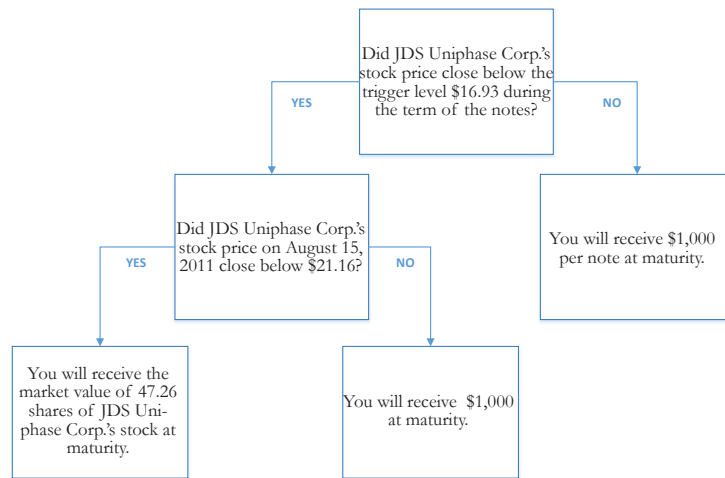 Did JDS Uniphase Corp.'s
stock price close below the
trigger level $16.93 during
the term of the notes?
YES
NO
Did JDS Uniphase Corp.'s
stock price on August 15,
2011 close below $21.16?
You will receive $1,000
per note at maturity.
YES
NO
You will receive the
market value of 47.26
shares of JDS Uni-
phase Corp.'s stock at
maturity.
You will receive $1,000
at maturity.